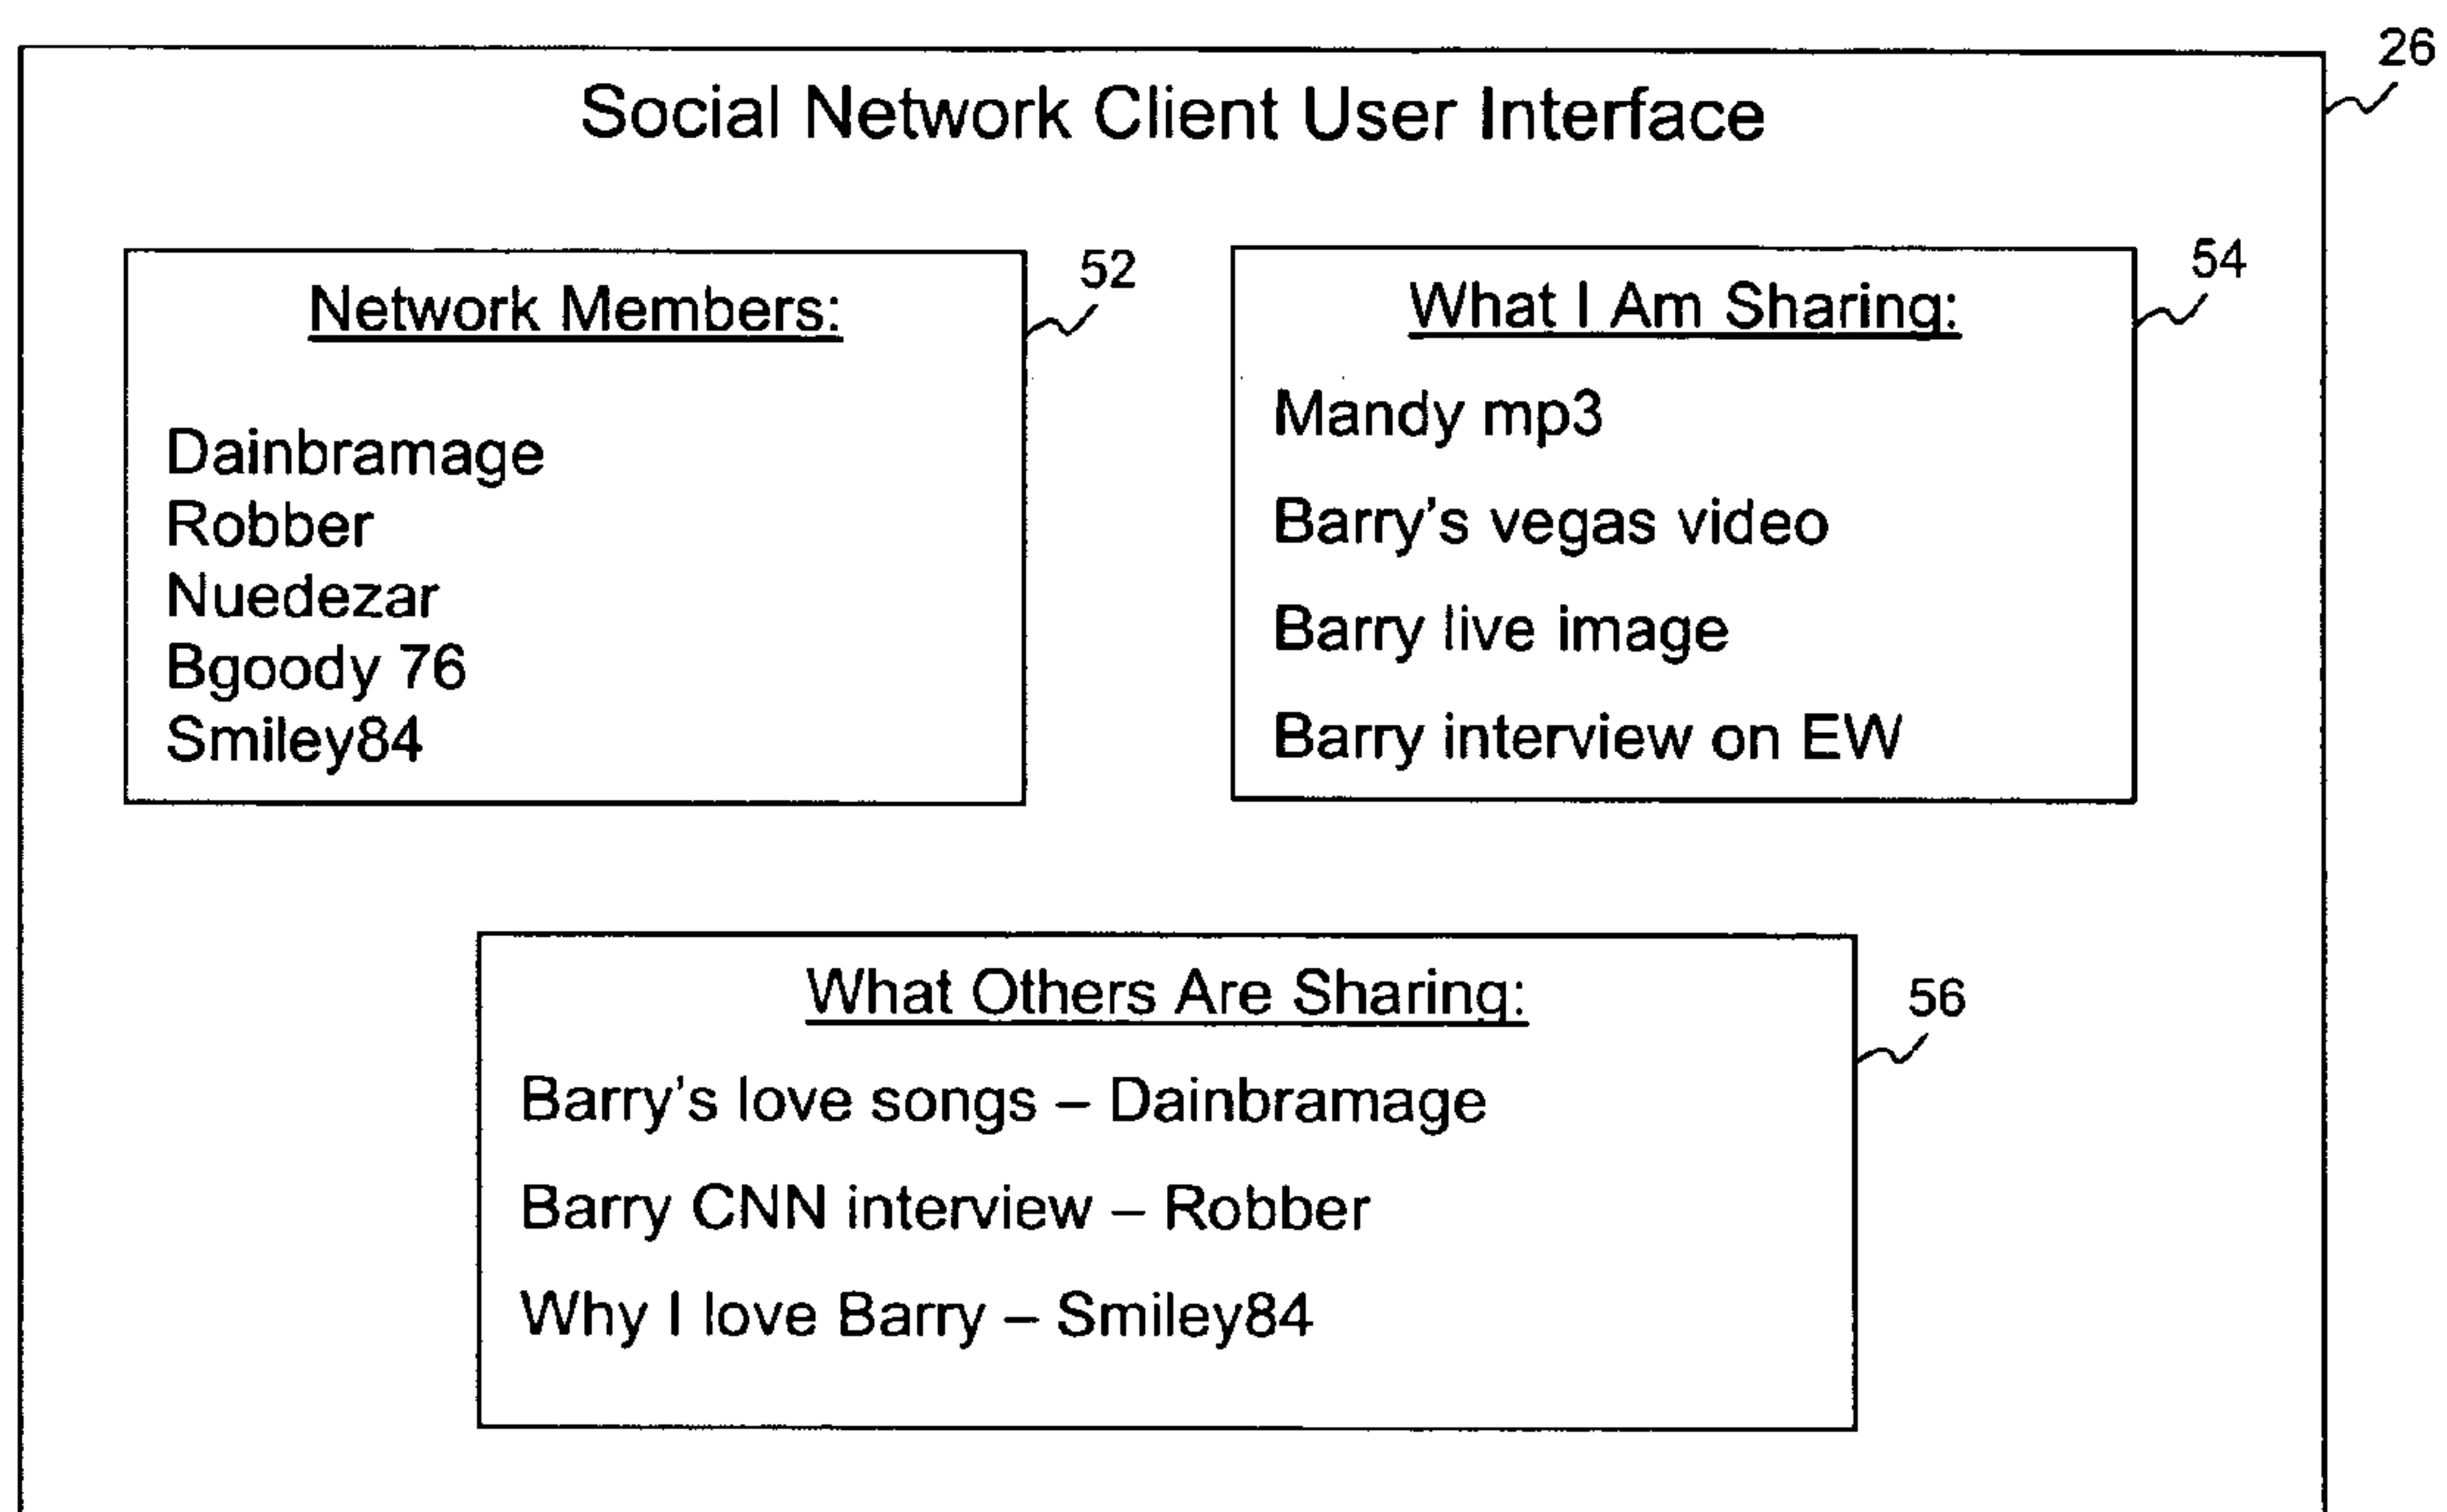 26
Social Network Client User Interface
52
Network Members:
Dainbramage
Robber
Nuedezar
Bgoody 76
Smiley84
54
What I Am Sharing:
Mandy mp3
Barry's vegas video
Barry live image
Barry interview on EW
56
What Others Are Sharing:
Barry's love songs – Dainbramage
Barry CNN interview – Robber
Why I love Barry – Smiley84